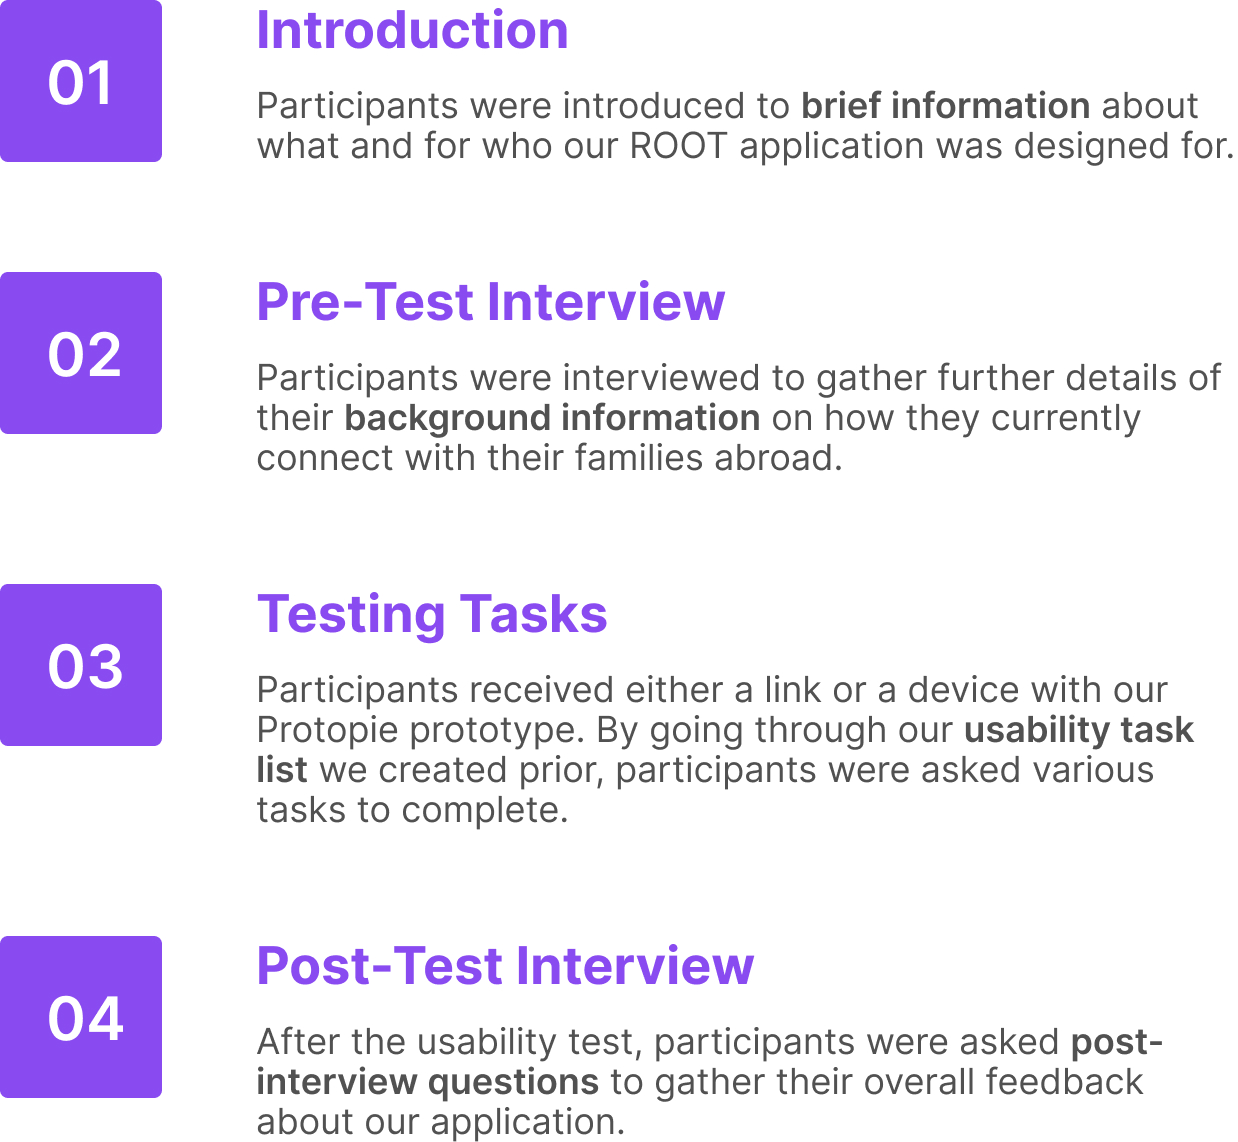 01
Introduction
Participants were introduced to brief information about
what and for who our ROOT application was designed for.
02
Pre-Test Interview
Participants were interviewed to gather further details of
their background information on how they currently
connect with their families abroad.
03
Testing Tasks
Participants received either a link or a device with our
Protopie prototype. By going through our usability task
list we created prior, participants were asked various
tasks to complete.
04
Post-Test Interview
After the usability test, participants were asked post-
interview questions to gather their overall feedback
about our application.